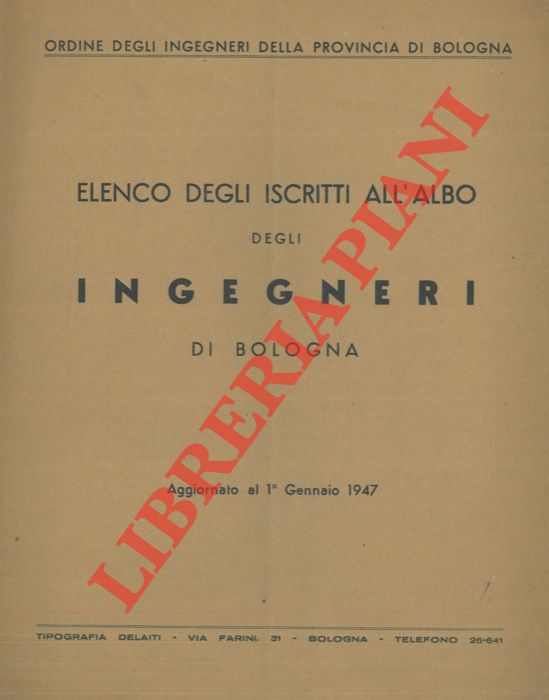 ORDINE DEGLI INGEGNERI DELLA PROVINCIA DI BOLOGNA
ELENCO DEGLI ISCRITTI ALL'ALBO
DEGLI
INGEGNERI
DI BOLOGNA
Aggiornato al 1° Gennaio 1947
LIBRERIA PIANI
TIPOGRAFIA DELAITI - VIA FARINI. 31 - BOLOGNA - TELEFONO 26-641